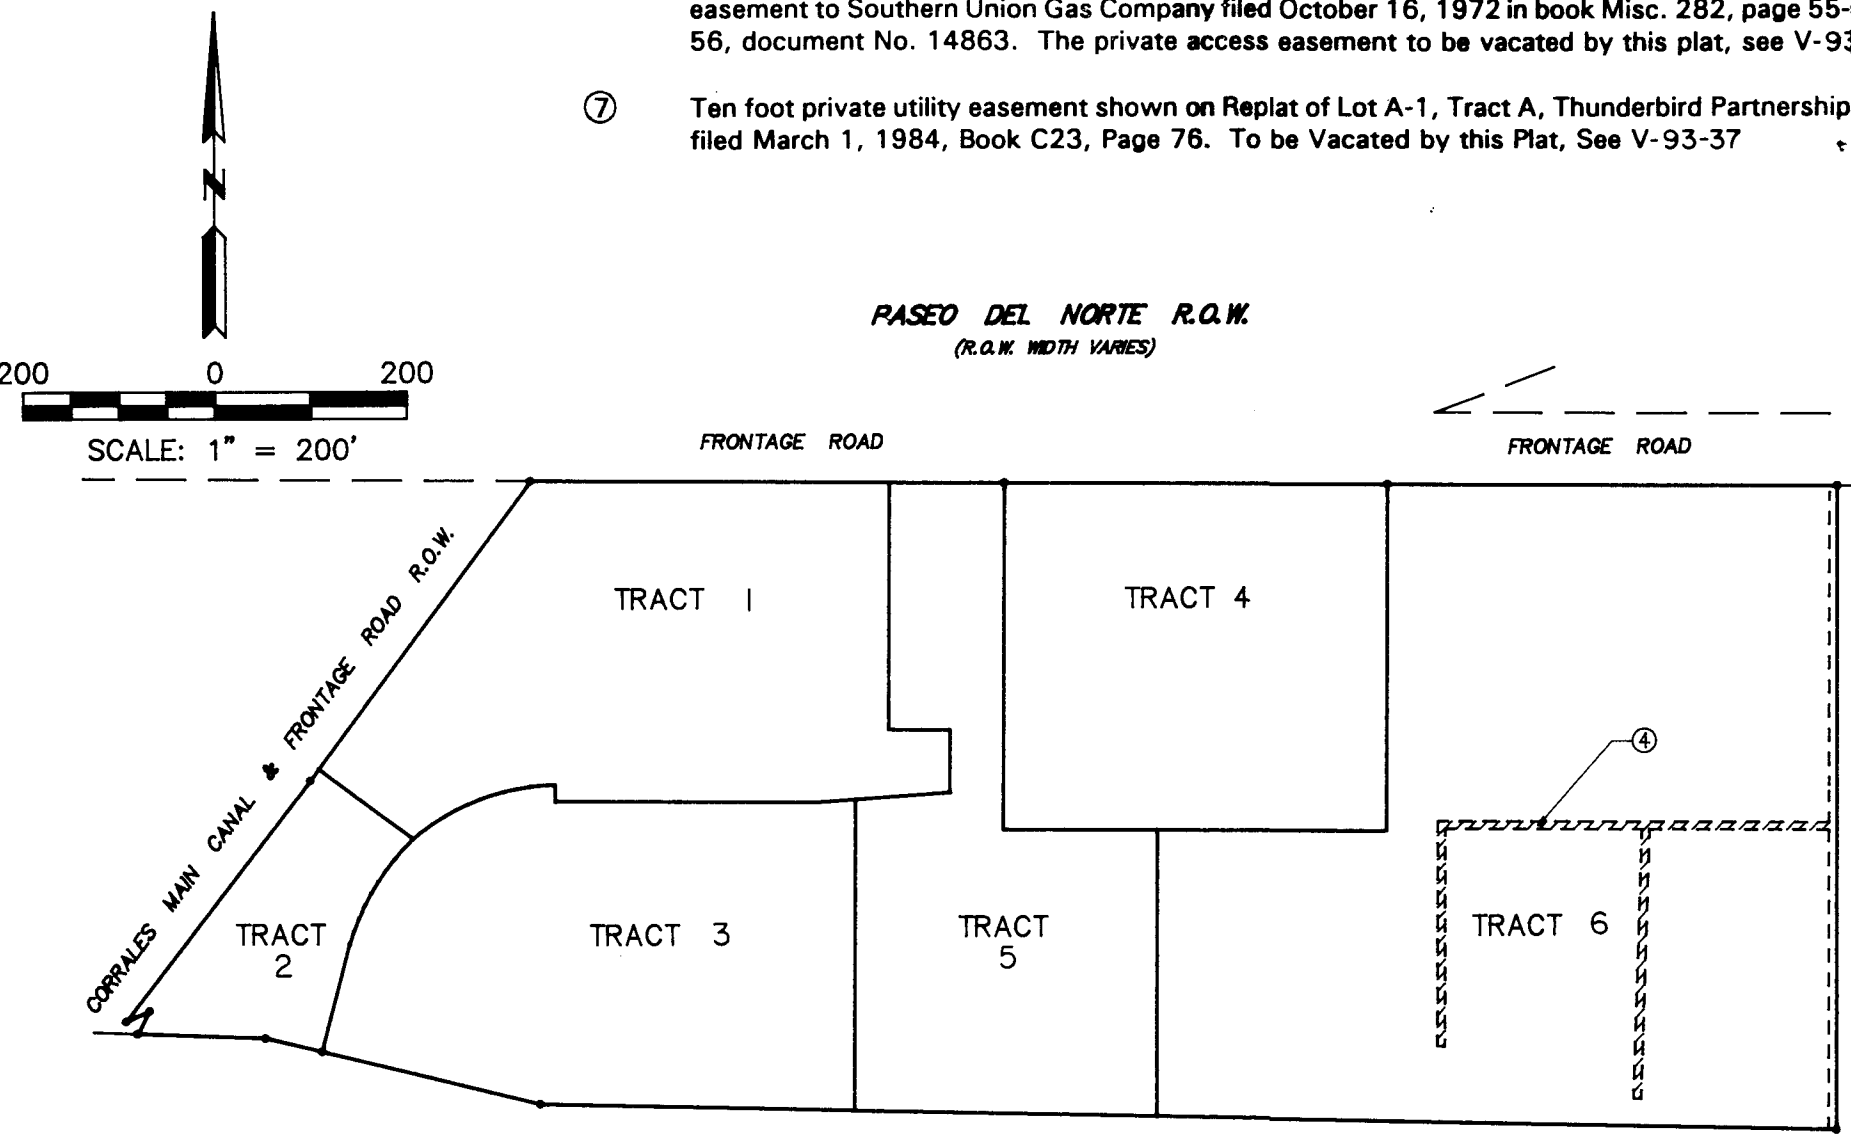 easement to Southern Union Gas Company filed October 16, 1972 in book Misc. 282, page 55-
56, document No. 14863. The private access easement to be vacated by this plat, see V-93
7 Ten foot private utility easement shown on Replat of Lot A-1, Tract A, Thunderbird Partnership
filed March 1, 1984, Book C23, Page 76. To be Vacated by this Plat, See V-93-37
N
PASEO DEL NORTE R.O.W.
(R.O.W. WIDTH VARIES)
200 0 200
SCALE: 1" = 200'
FRONTAGE ROAD
FRONTAGE ROAD
CORRALES MAIN CANAL & FRONTAGE ROAD R.O.W.
TRACT 1
TRACT 4
4
TRACT
2
TRACT 3
TRACT
5
TRACT 6